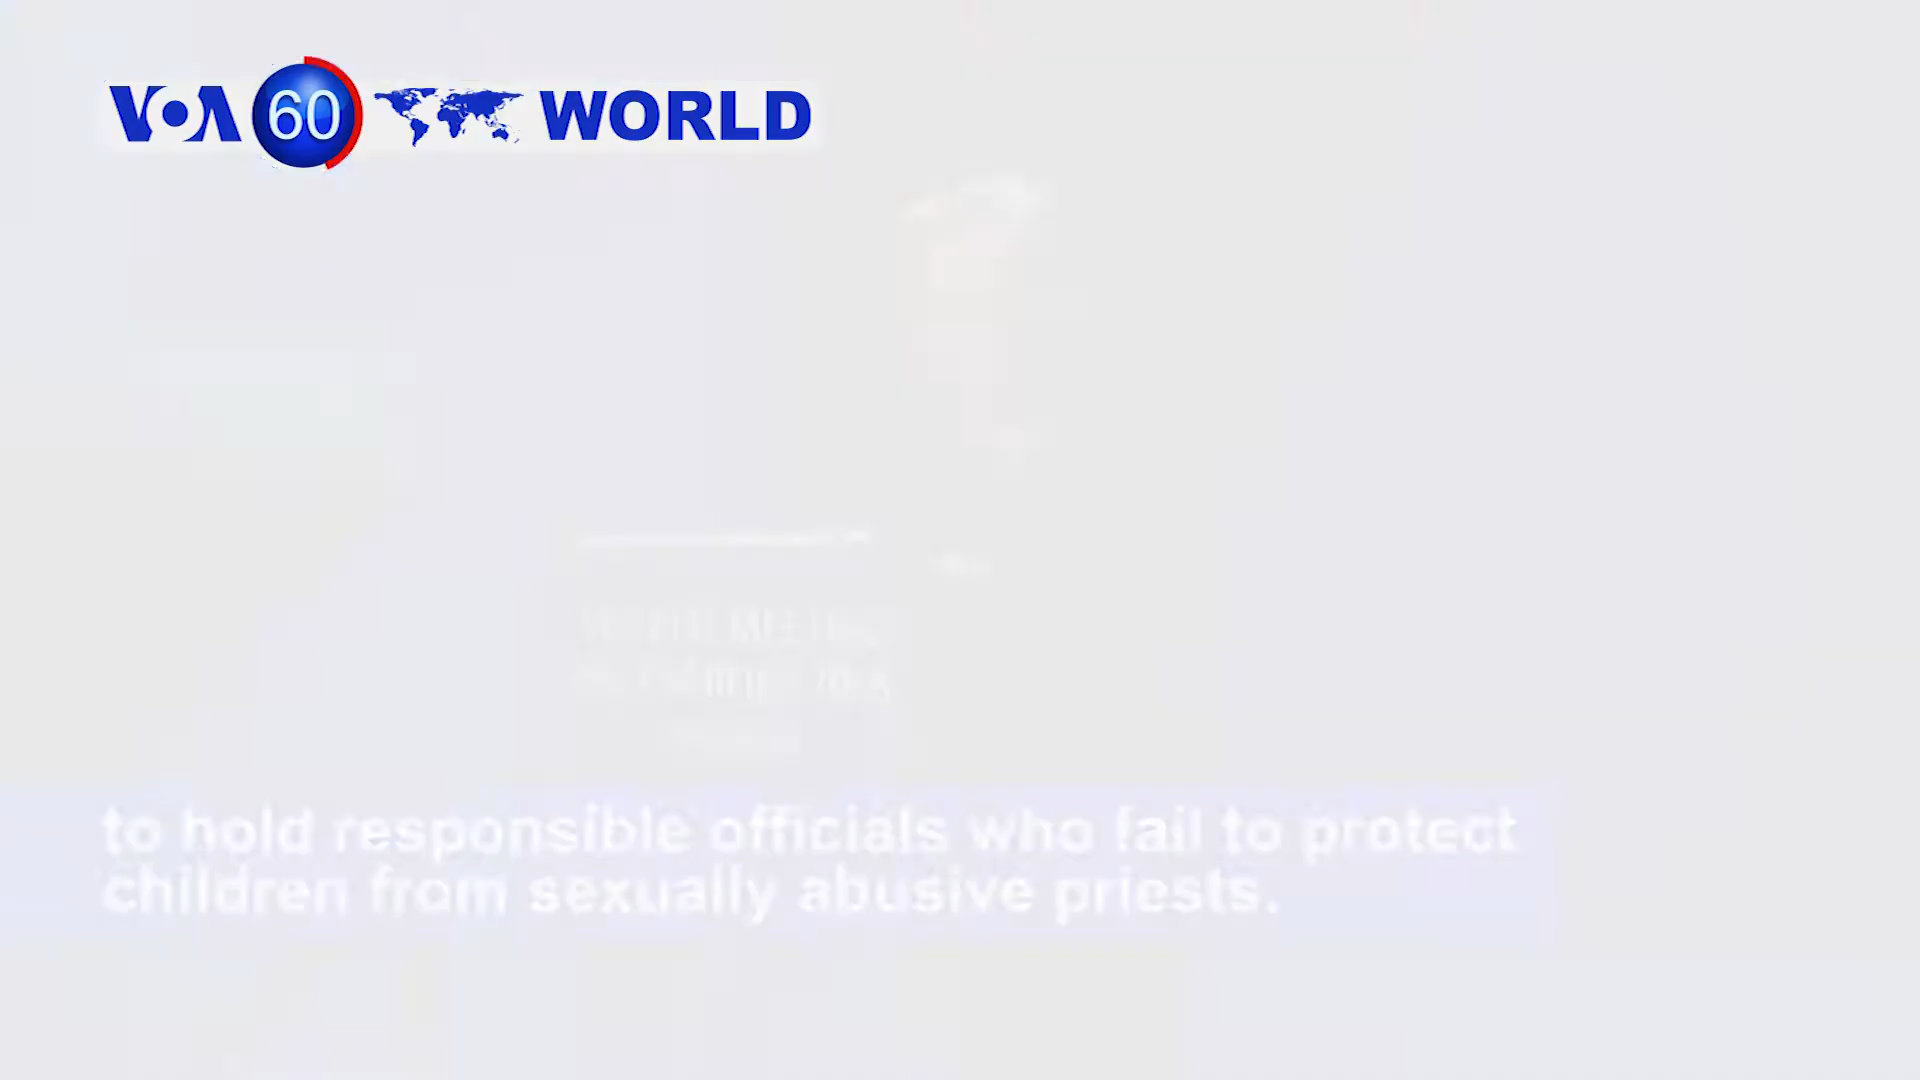 VOA 60 WORLD
to hold responsible officials who fail to protect
children from sexually abusive priests.